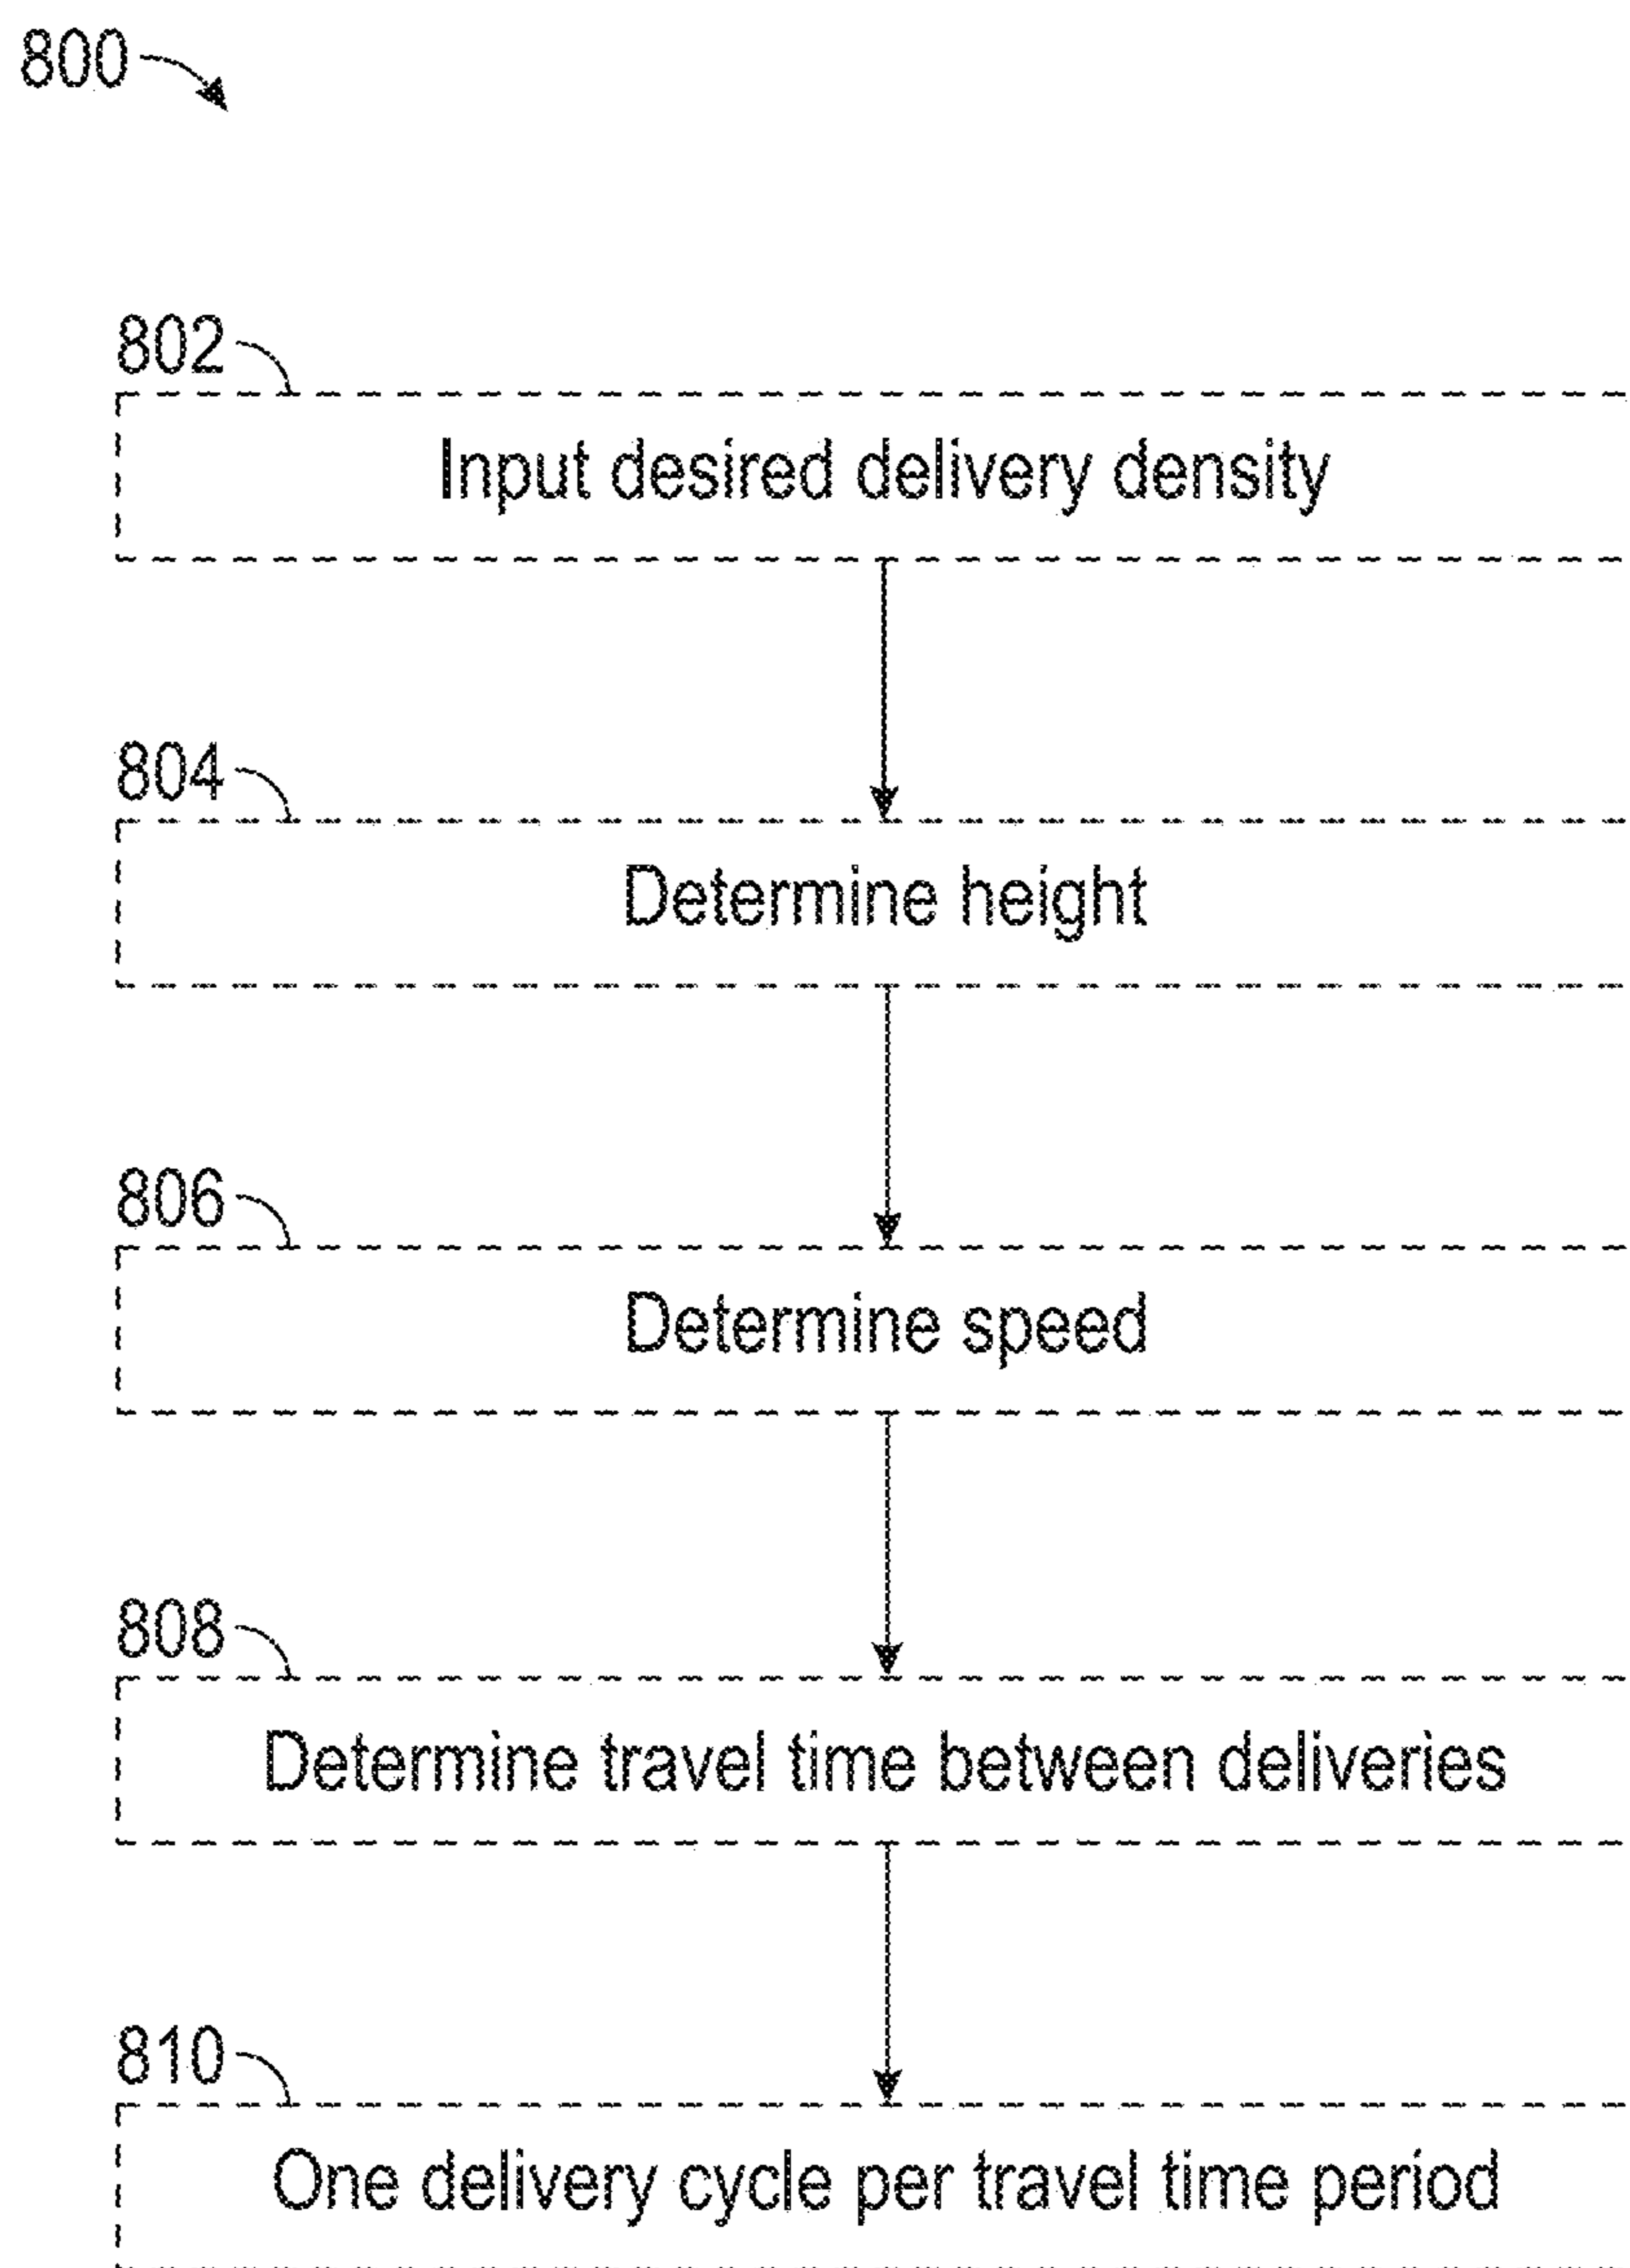 800
802
Input desired delivery density
804
Determine height
806
Determine speed
808
Determine travel time between deliveries
810
One delivery cycle per travel time period